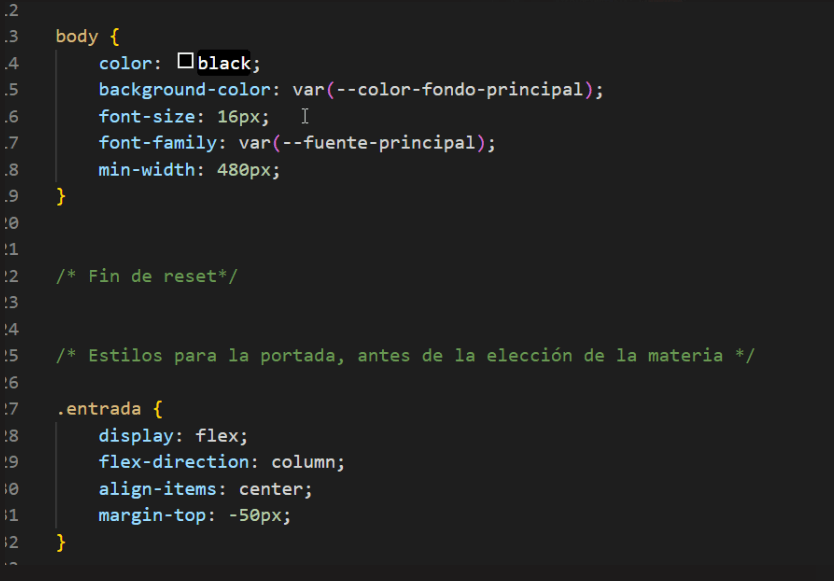 .2
.3 body {
.4     color: black;
.5     background-color: var(--color-fondo-principal);
.6     font-size: 16px;
.7     font-family: var(--fuente-principal);
.8     min-width: 480px;
.9 }
20
21
22 /* Fin de reset*/
23
24
25 /* Estilos para la portada, antes de la elección de la materia */
26
27 .entrada {
28     display: flex;
29     flex-direction: column;
30     align-items: center;
31     margin-top: -50px;
32 }